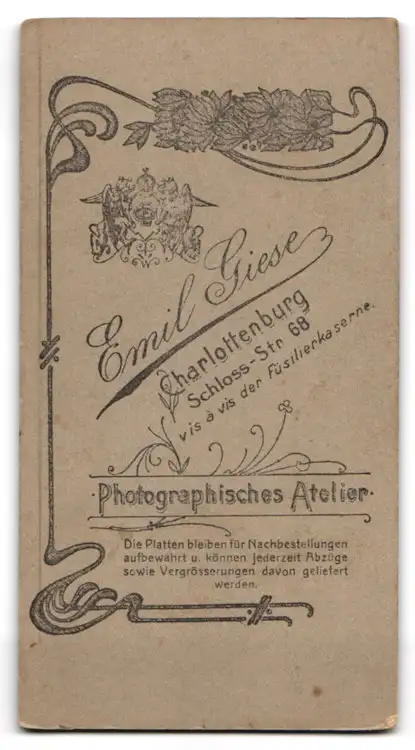 Emil Giese
Charlottenburg
Schloss-Str 68
vis à vis der Füsilierkaserne.
Photographisches Atelier.
Die Platten bleiben für Nachbestellungen
aufbewahrt u. können jederzeit Abzüge
sowie Vergrösserungen davon geliefert
werden.